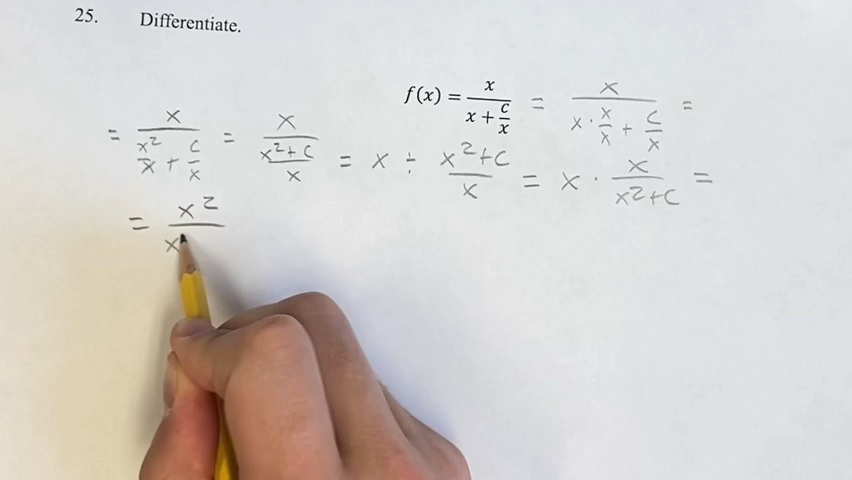 25. Differentiate.
f(x) = x/(x + c/x) = x/(x · x/x + c/x) =
= x/(x²/x + c/x) = x/((x²+c)/x) = x ÷ (x²+c)/x = x · x/(x²+c) =
= x²/x